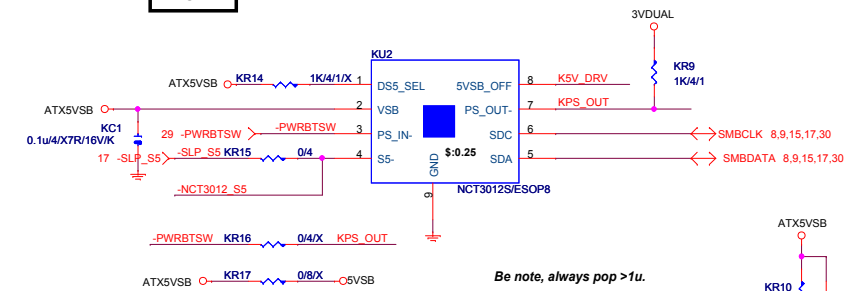 3VDUAL
KU2
KR9
1K/4/1
ATX5VSB KR14 1K/4/1/X 1 DS5_SEL 5VSB_OFF 8 K5V_DRV
ATX5VSB 2 VSB PS_OUT- 7 KPS_OUT
KC1
0.1u/4/X7R/16V/K
29 -PWRBTSW -PWRBTSW 3 PS_IN- SDC 6 SMBCLK 8,9,15,17,30
17 -SLP_S5 -SLP_S5 KR15 0/4 4 S5- $:0.25 SDA 5 SMBDATA 8,9,15,17,30
GND
9
NCT3012S/ESOP8
-NCT3012_S5
-PWRBTSW KR16 0/4/X KPS_OUT
ATX5VSB
ATX5VSB KR17 0/8/X 5VSB
Be note, always pop >1u.
KR10